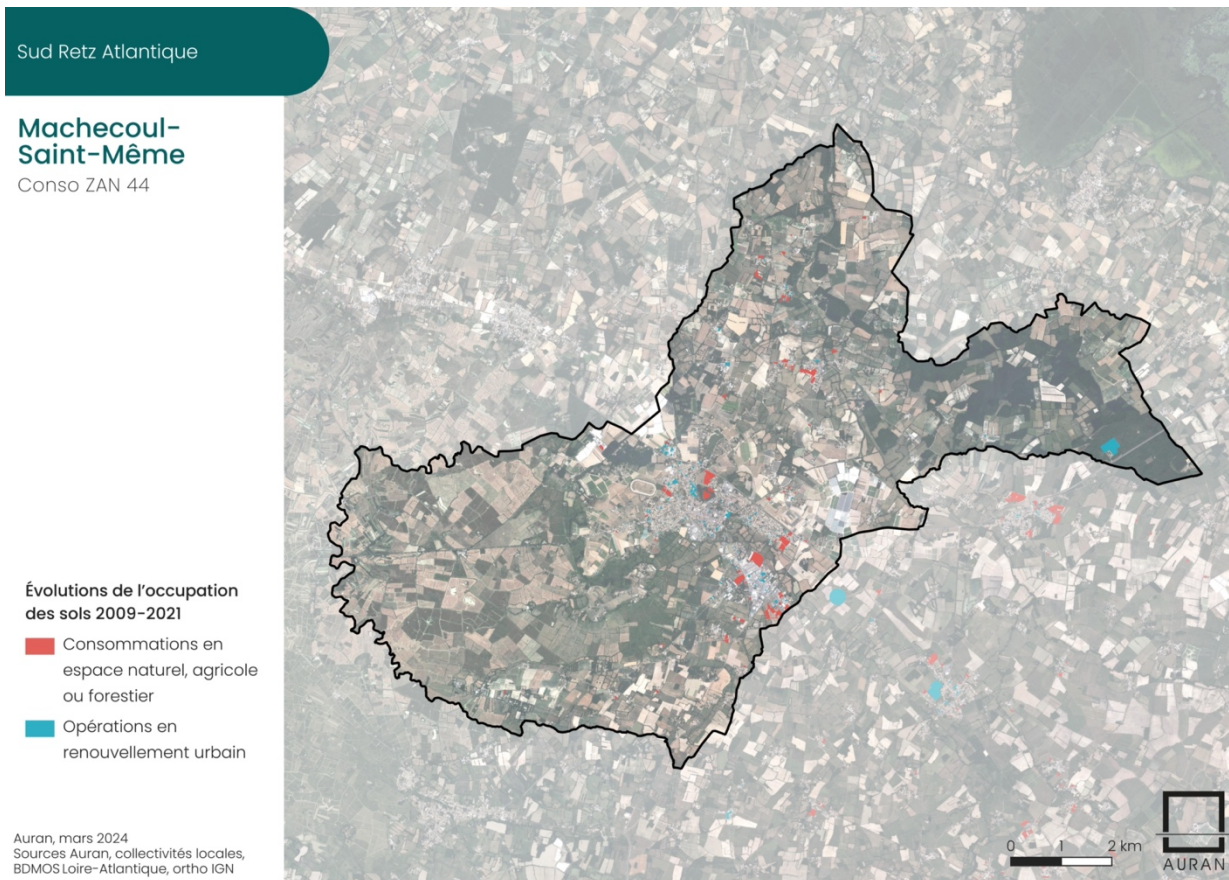 Sud Retz Atlantique
Machecoul-
Saint-Même
Conso ZAN 44
Évolutions de l'occupation
des sols 2009-2021
Consommations en
espace naturel, agricole
ou forestier
Opérations en
renouvellement urbain
Auran, mars 2024
Sources Auran, collectivités locales,
BDMOS Loire-Atlantique, ortho IGN
0 1 2 km
AURAN